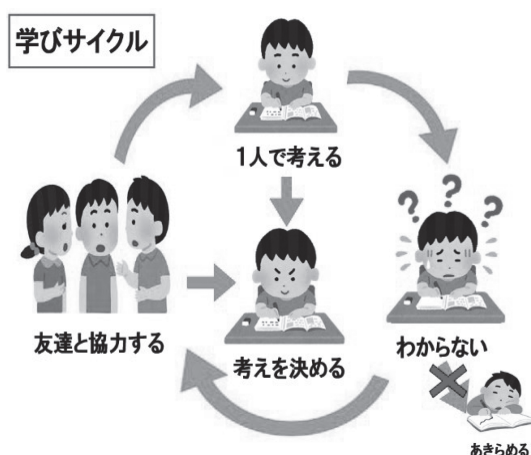 学びサイクル
1人で考える
友達と協力する
考えを決める
わからない
あきらめる